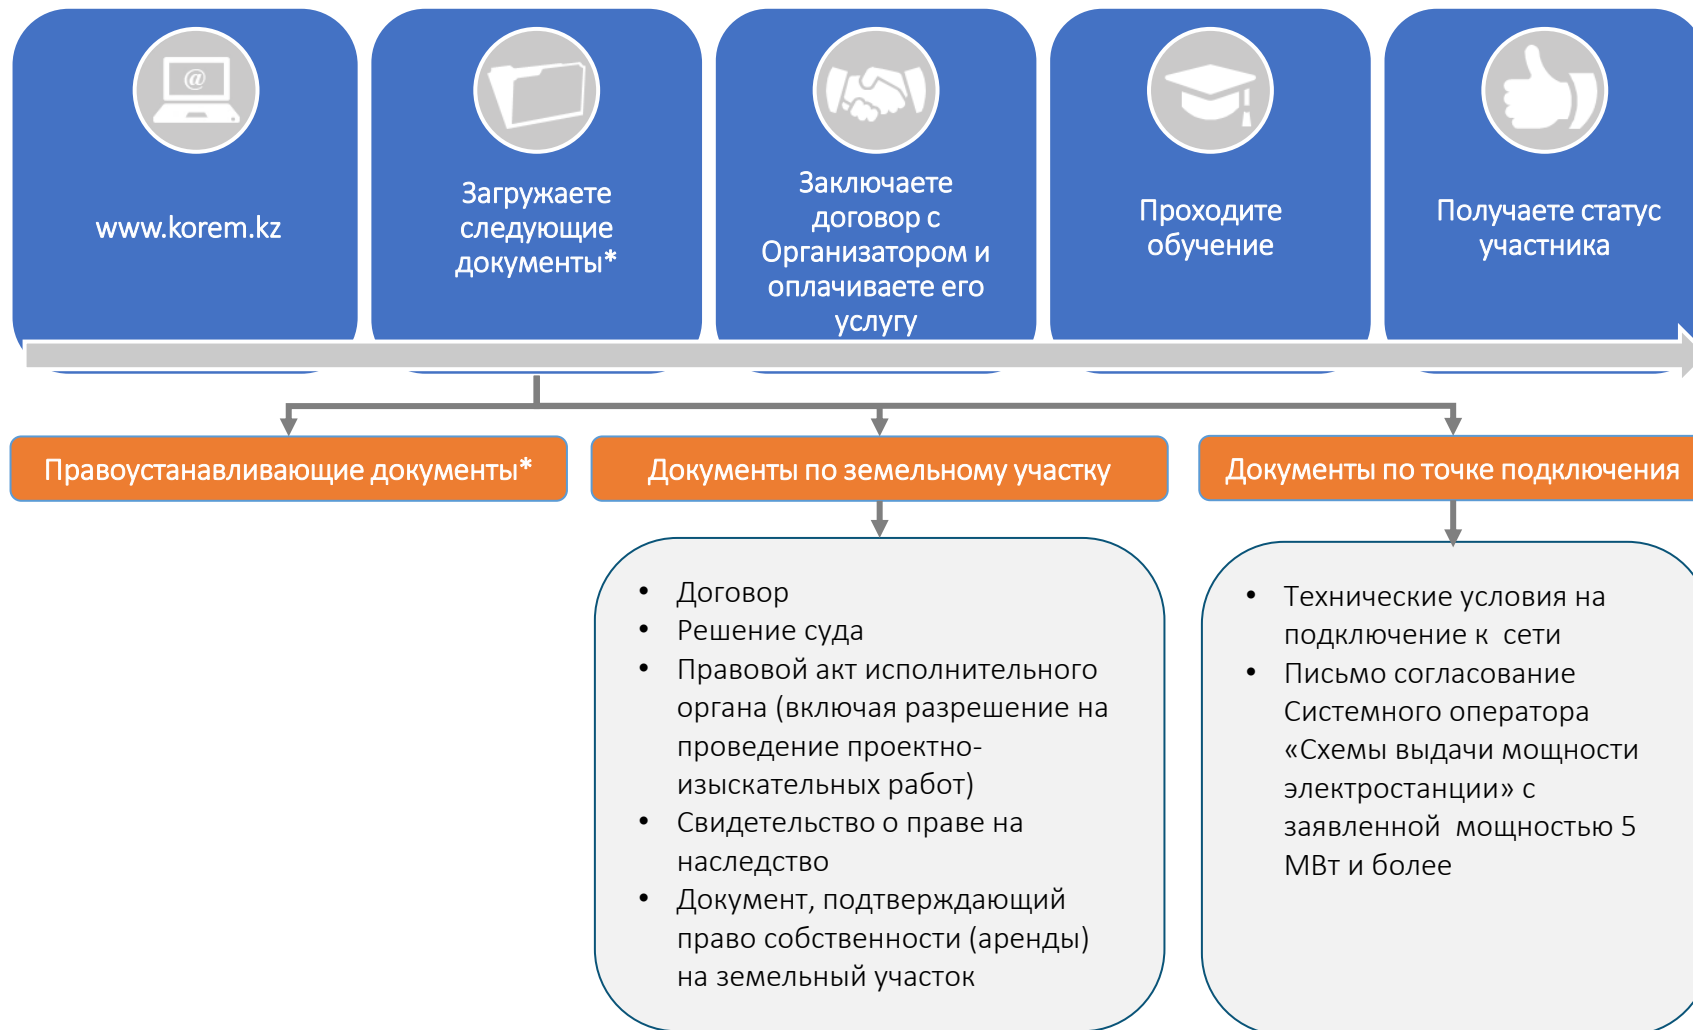 @
www.korem.kz
Загружаете
следующие
документы*
Заключаете
договор с
Организатором и
оплачиваете его
услугу
Проходите
обучение
Получаете статус
участника
Правоустанавливающие документы*
Документы по земельному участку
Документы по точке подключения
• Договор
• Решение суда
• Правовой акт исполнительного
органа (включая разрешение на
проведение проектно-
изыскательных работ)
• Свидетельство о праве на
наследство
• Документ, подтверждающий
право собственности (аренды)
на земельный участок
• Технические условия на
подключение к сети
• Письмо согласование
Системного оператора
«Схемы выдачи мощности
электростанции» с
заявленной мощностью 5
МВт и более